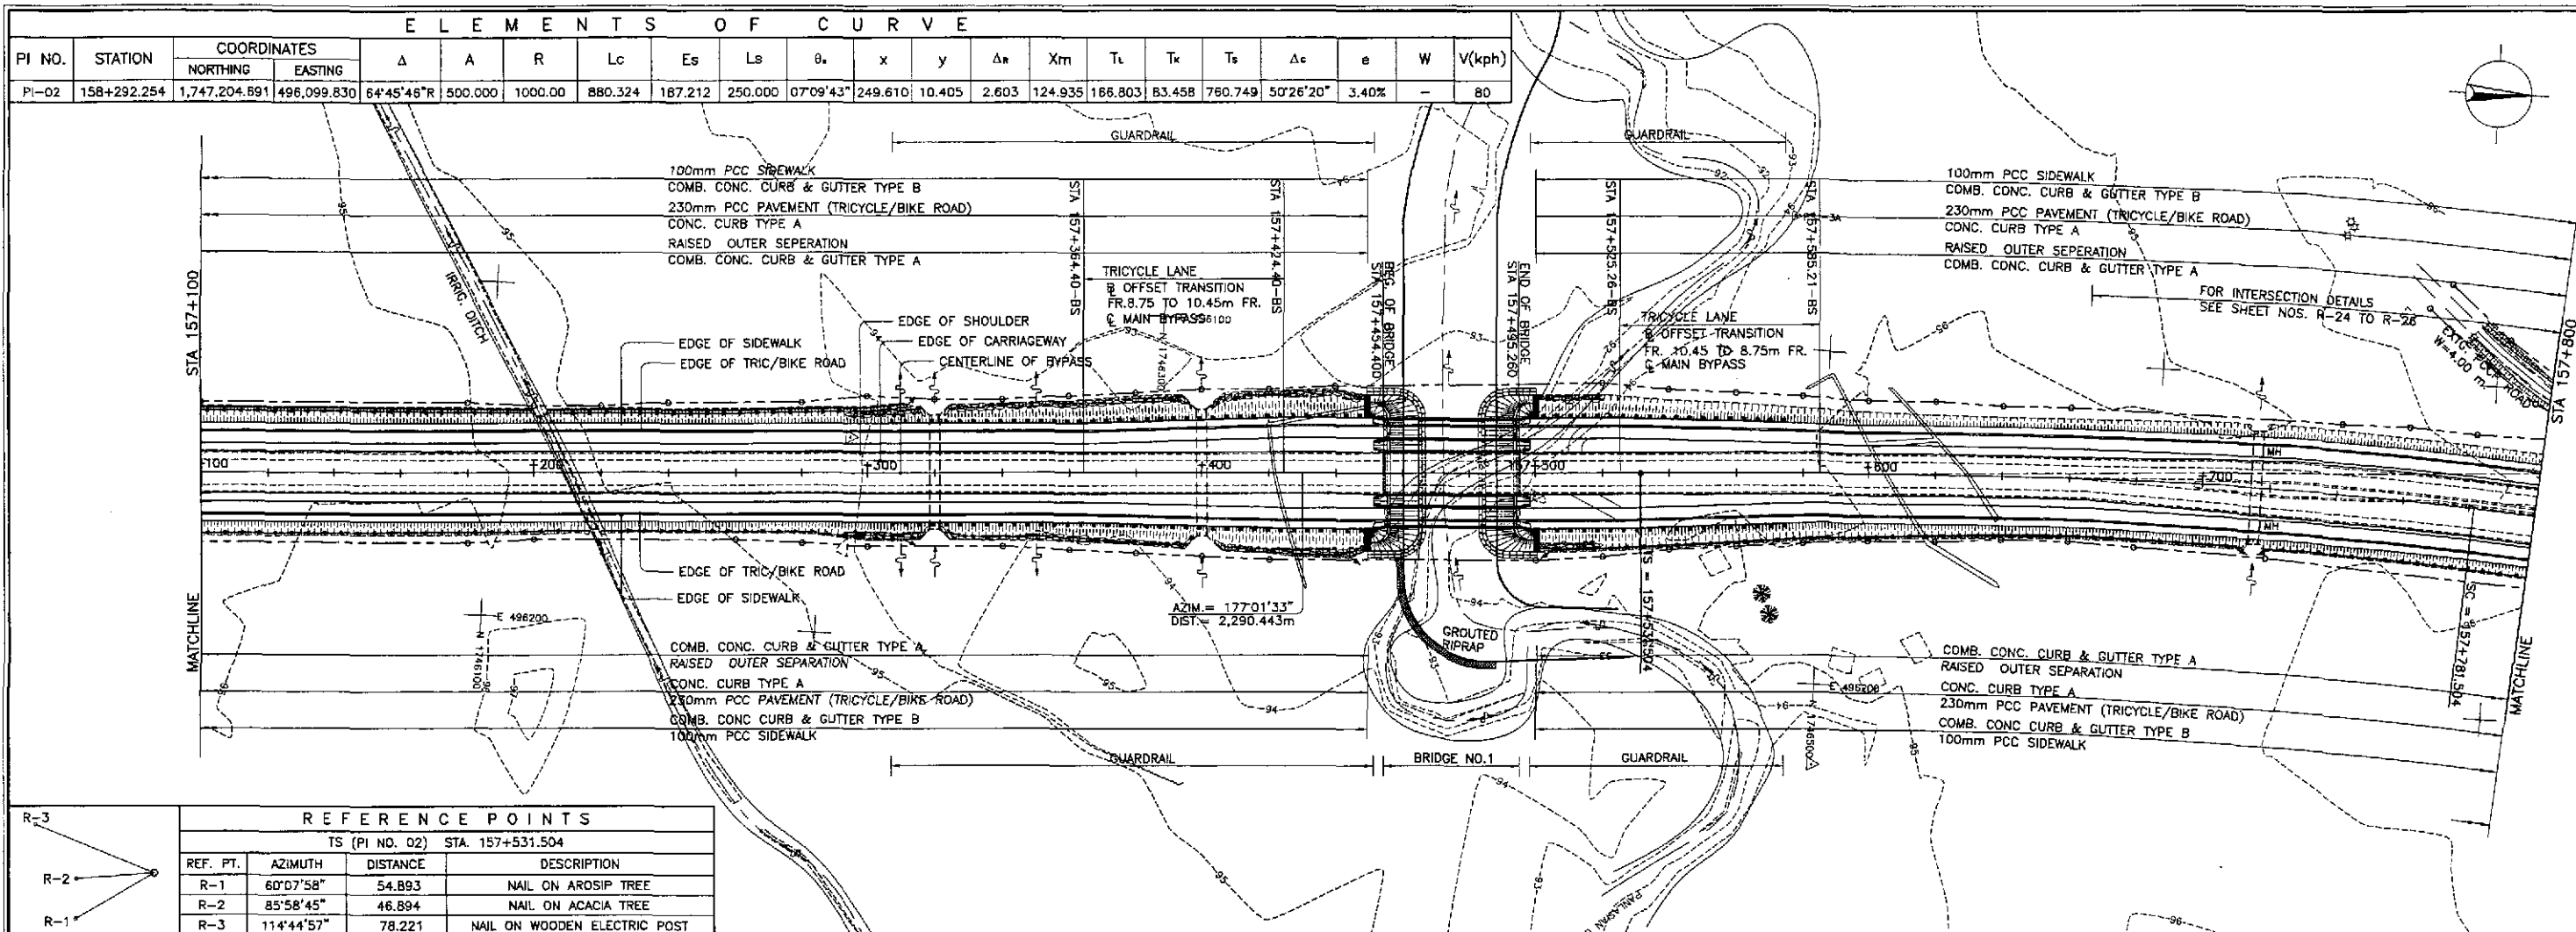 ELEMENTS OF CURVE
PI NO. STATION COORDINATES Δ A R Lc Es Ls θs x y ΔR Xm TL TK Ts Δc e W V(kph)
NORTHING EASTING
PI-02 158+292.254 1,747,204.691 496,099.830 64°45'46"R 500.000 1000.00 880.324 187.212 250.000 07°09'43" 249.610 10.405 2.603 124.935 166.803 83.458 760.749 50°26'20" 3.40% — 80
GUARDRAIL
GUARDRAIL
100mm PCC SIDEWALK
COMB. CONC. CURB & GUTTER TYPE B
230mm PCC PAVEMENT (TRICYCLE/BIKE ROAD)
CONC. CURB TYPE A
RAISED OUTER SEPERATION
COMB. CONC. CURB & GUTTER TYPE A
100mm PCC SIDEWALK
COMB. CONC. CURB & GUTTER TYPE B
230mm PCC PAVEMENT (TRICYCLE/BIKE ROAD)
CONC. CURB TYPE A
RAISED OUTER SEPERATION
COMB. CONC. CURB & GUTTER TYPE A
FOR INTERSECTION DETAILS
SEE SHEET NOS. R-24 TO R-26
EXTG. PCC ROAD
W=4.00 m.
STA 157+100
MATCHLINE
IRRIG. DITCH
STA 157+364.40-BS
STA 157+424.40-BS
TRICYCLE LANE
℄ OFFSET TRANSITION
FR.8.75 TO 10.45m FR.
℄ MAIN BYPASS
BEG. OF BRIDGE
STA 157+454.400
END OF BRIDGE
STA 157+495.260
STA 157+525.26-BS
STA 157+585.21-BS
TRICYCLE LANE
℄ OFFSET TRANSITION
FR. 10.45 TO 8.75m FR.
℄ MAIN BYPASS
EDGE OF SHOULDER
EDGE OF SIDEWALK
EDGE OF CARRIAGEWAY
EDGE OF TRIC/BIKE ROAD
CENTERLINE OF BYPASS
+100 +200 +300 +400 157+500 +600 +700
MH
MH
EDGE OF TRIC/BIKE ROAD
EDGE OF SIDEWALK
AZIM.= 177°01'33"
DIST.= 2,290.443m
E 496200
N 1746100
N 1746300
GROUTED
RIPRAP
TS = 157+531.504
SC = 157+781.504
E 496200
N 1746500
STA 157+800
MATCHLINE
COMB. CONC. CURB & GUTTER TYPE A
RAISED OUTER SEPARATION
CONC. CURB TYPE A
230mm PCC PAVEMENT (TRICYCLE/BIKE ROAD)
COMB. CONC CURB & GUTTER TYPE B
100mm PCC SIDEWALK
COMB. CONC. CURB & GUTTER TYPE A
RAISED OUTER SEPARATION
CONC. CURB TYPE A
230mm PCC PAVEMENT (TRICYCLE/BIKE ROAD)
COMB. CONC CURB & GUTTER TYPE B
100mm PCC SIDEWALK
GUARDRAIL
BRIDGE NO.1
GUARDRAIL
R-3
R-2
R-1
REFERENCE POINTS
TS (PI NO. 02) STA. 157+531.504
REF. PT. AZIMUTH DISTANCE DESCRIPTION
R-1 60°07'58" 54.893 NAIL ON AROSIP TREE
R-2 85°58'45" 46.894 NAIL ON ACACIA TREE
R-3 114°44'57" 78.221 NAIL ON WOODEN ELECTRIC POST